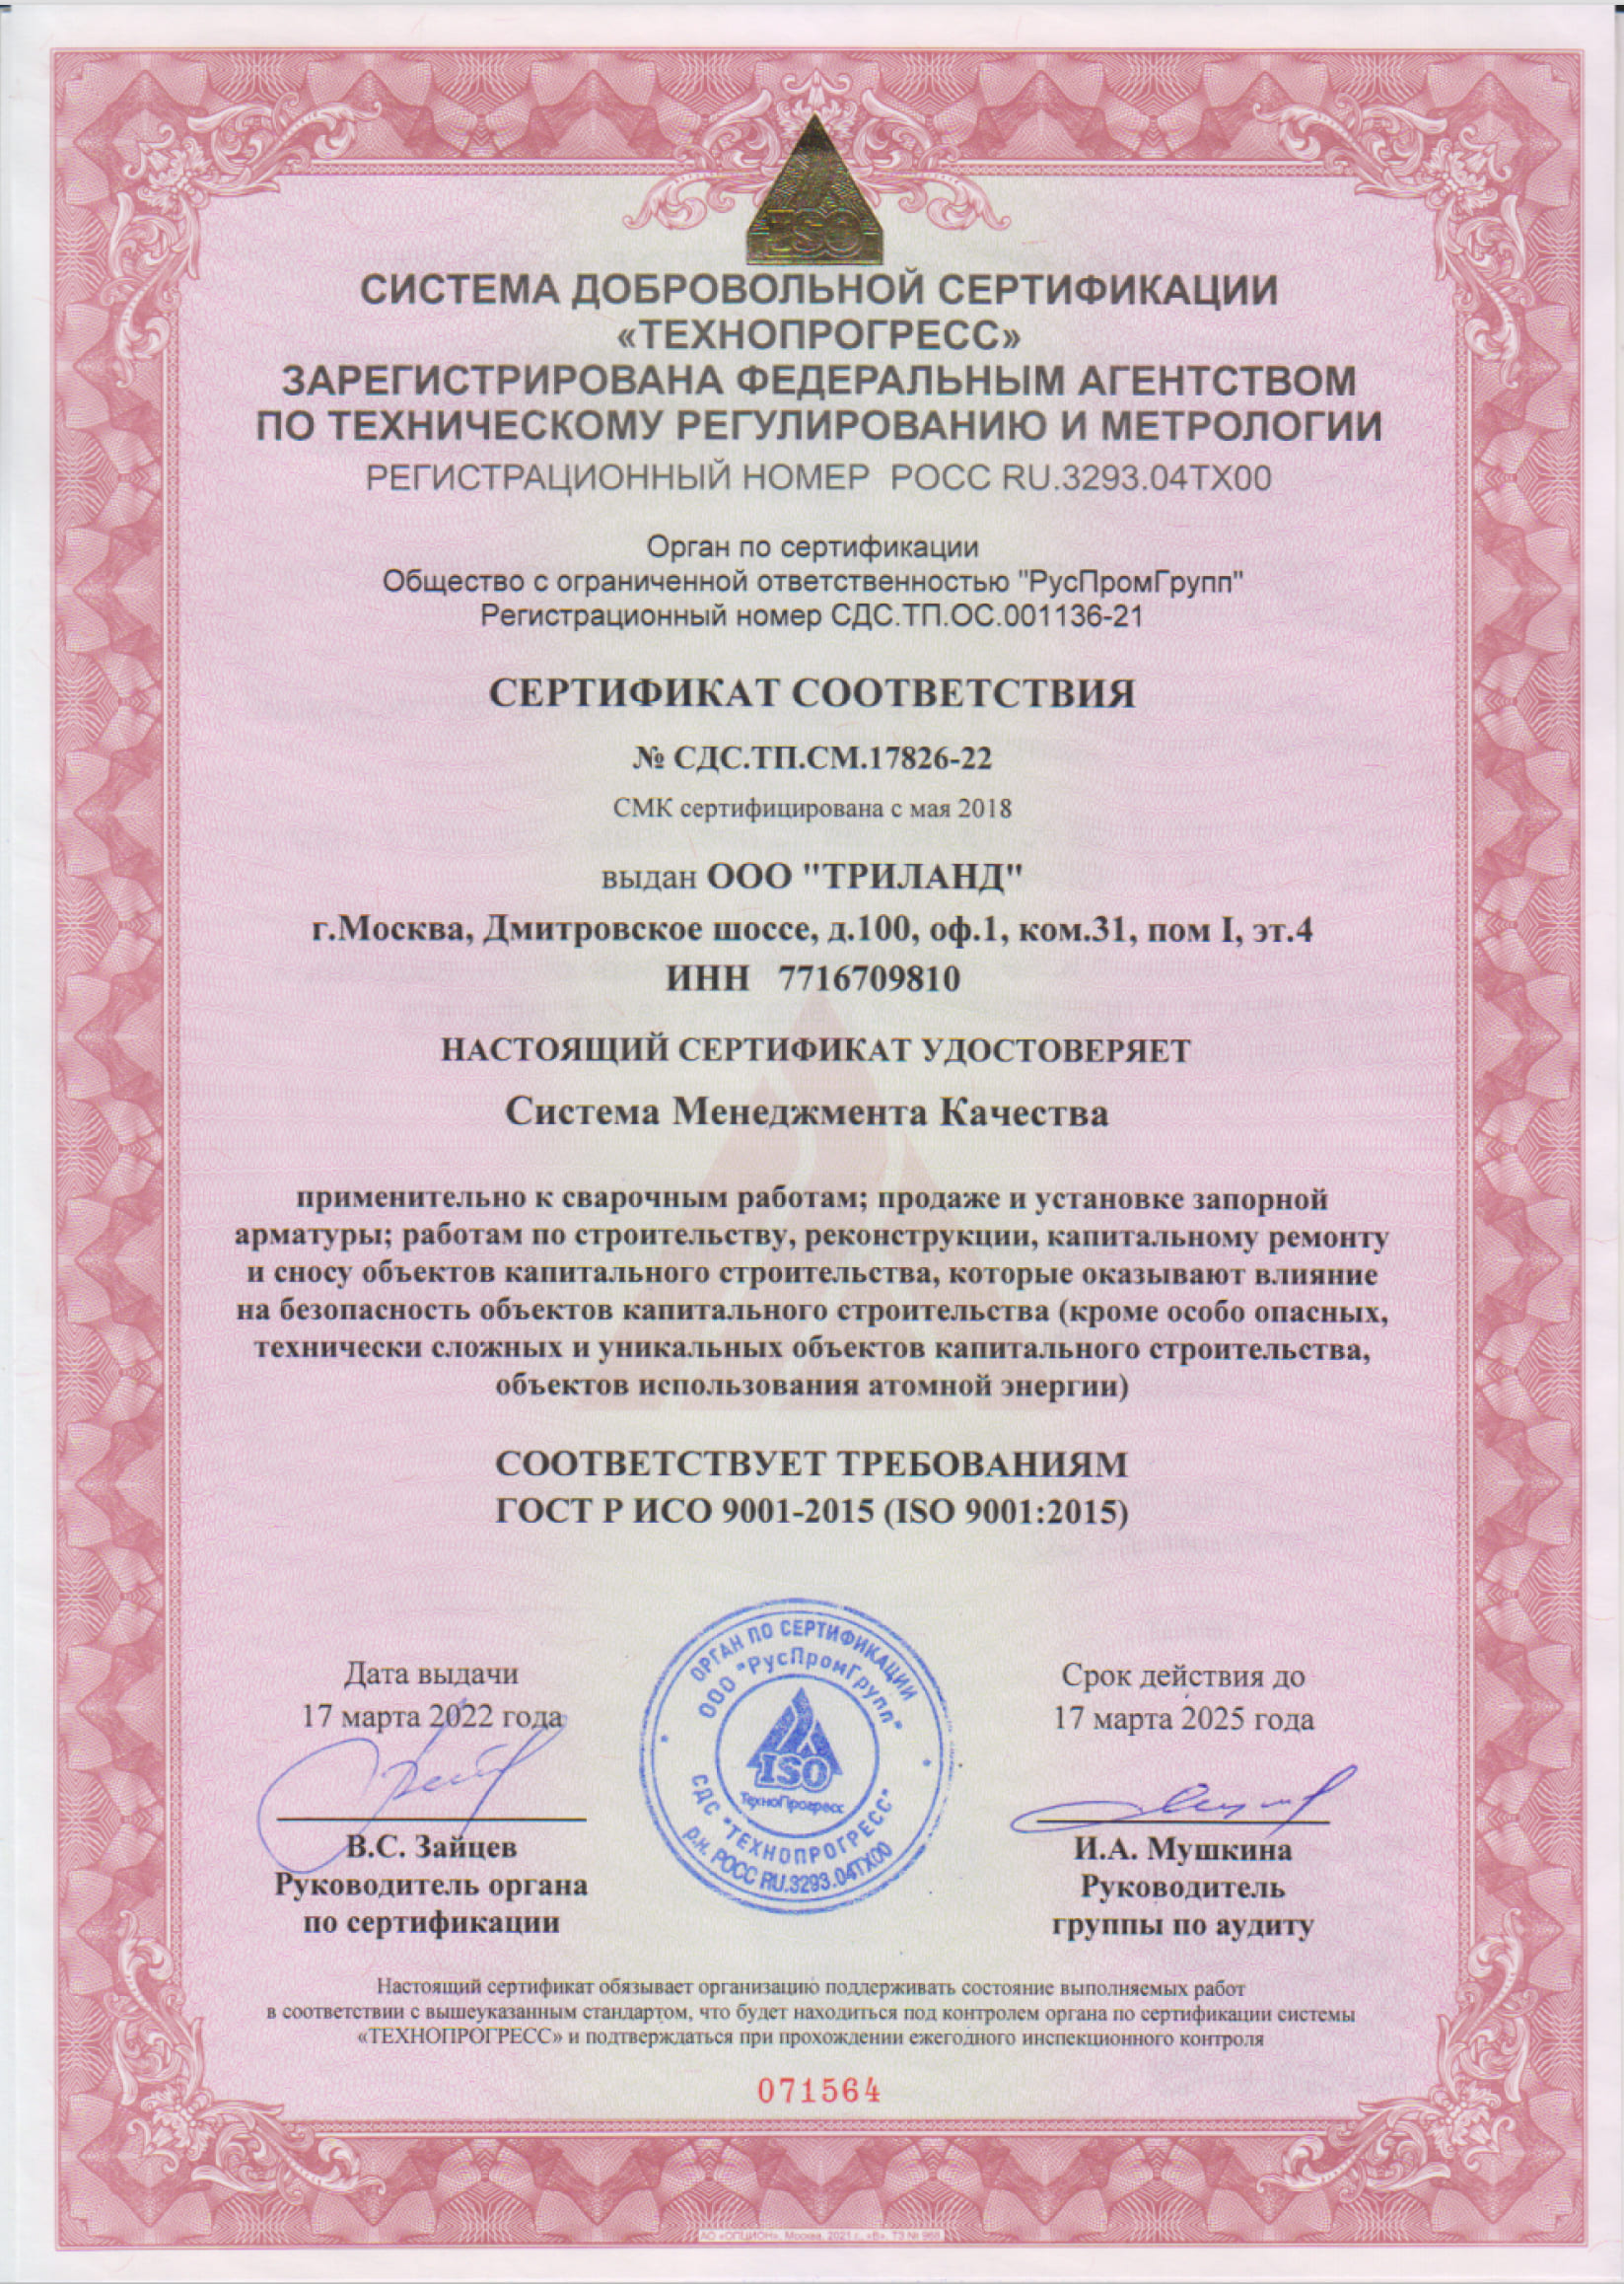 ISO
СИСТЕМА ДОБРОВОЛЬНОЙ СЕРТИФИКАЦИИ
«ТЕХНОПРОГРЕСС»
ЗАРЕГИСТРИРОВАНА ФЕДЕРАЛЬНЫМ АГЕНТСТВОМ
ПО ТЕХНИЧЕСКОМУ РЕГУЛИРОВАНИЮ И МЕТРОЛОГИИ
РЕГИСТРАЦИОННЫЙ НОМЕР РОСС RU.3293.04ТХ00
Орган по сертификации
Общество с ограниченной ответственностью "РусПромГрупп"
Регистрационный номер СДС.ТП.ОС.001136-21
СЕРТИФИКАТ СООТВЕТСТВИЯ
№ СДС.ТП.СМ.17826-22
СМК сертифицирована с мая 2018
выдан ООО "ТРИЛАНД"
г.Москва, Дмитровское шоссе, д.100, оф.1, ком.31, пом I, эт.4
ИНН 7716709810
НАСТОЯЩИЙ СЕРТИФИКАТ УДОСТОВЕРЯЕТ
Система Менеджмента Качества
применительно к сварочным работам; продаже и установке запорной
арматуры; работам по строительству, реконструкции, капитальному ремонту
и сносу объектов капитального строительства, которые оказывают влияние
на безопасность объектов капитального строительства (кроме особо опасных,
технически сложных и уникальных объектов капитального строительства,
объектов использования атомной энергии)
СООТВЕТСТВУЕТ ТРЕБОВАНИЯМ
ГОСТ Р ИСО 9001-2015 (ISO 9001:2015)
Дата выдачи
17 марта 2022 года
В.С. Зайцев
Руководитель органа
по сертификации
ОРГАН ПО СЕРТИФИКАЦИИ
ООО "РусПромГрупп"
ISO
ТехноПрогресс
СДС "ТЕХНОПРОГРЕСС"
р.н. РОСС RU.3293.04ТХ00
Срок действия до
17 марта 2025 года
И.А. Мушкина
Руководитель
группы по аудиту
Настоящий сертификат обязывает организацию поддерживать состояние выполняемых работ
в соответствии с вышеуказанным стандартом, что будет находиться под контролем органа по сертификации системы
«ТЕХНОПРОГРЕСС» и подтверждаться при прохождении ежегодного инспекционного контроля
071564
АО «ОПЦИОН», Москва, 2021 г., «В», ТЗ № 968